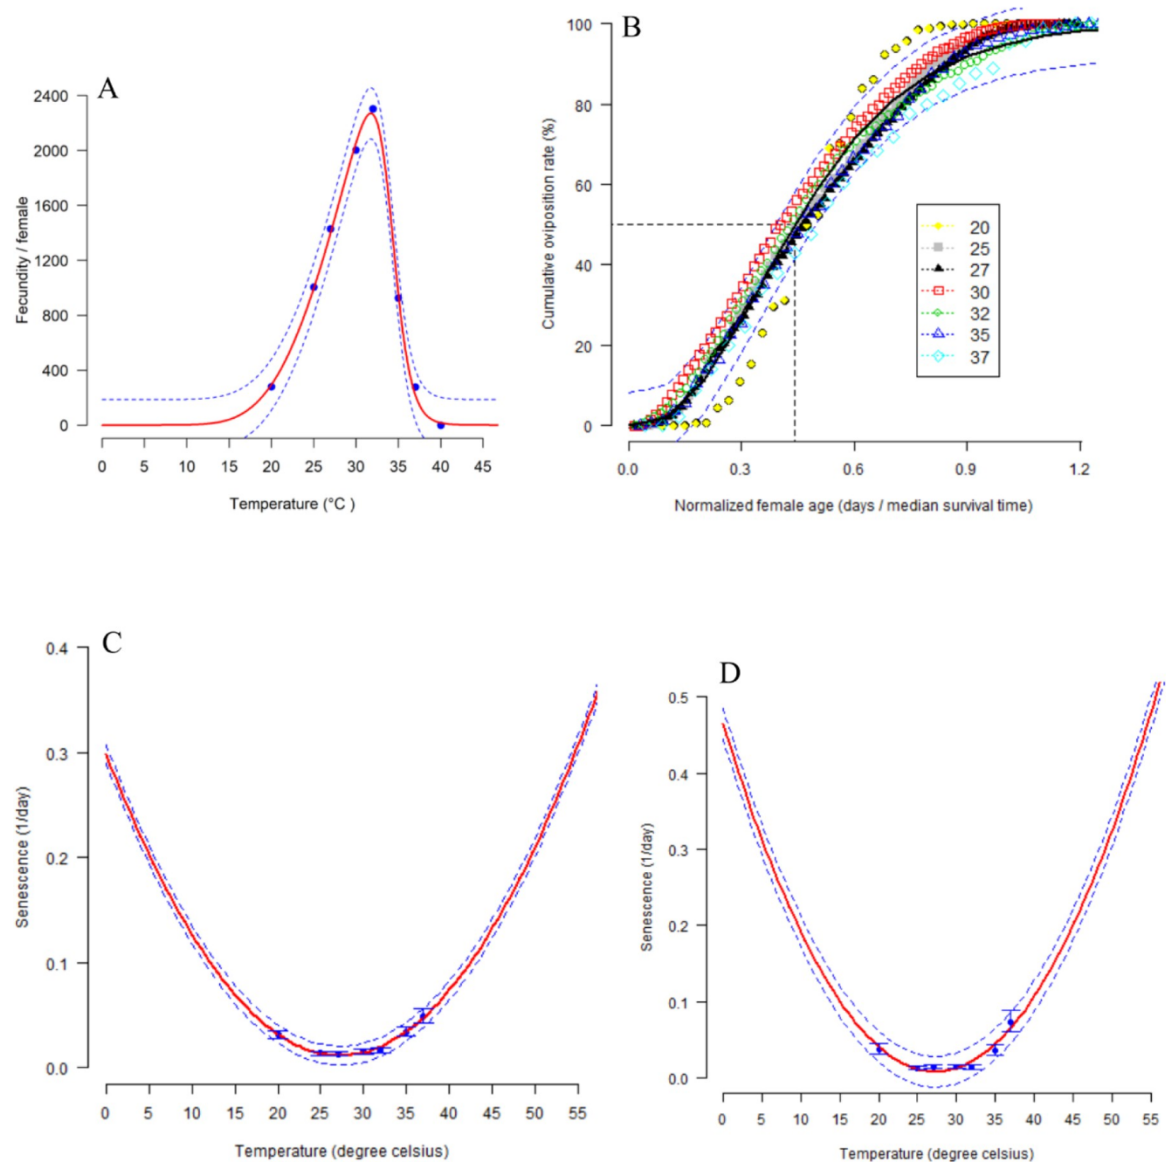 A
Fecundity / female
2400
2000
1600
1200
800
400
0
0 5 10 15 20 25 30 35 40 45
Temperature (°C )
B
Cumulative oviposition rate (%)
100
80
60
40
20
0
20
25
27
30
32
35
37
0.0 0.3 0.6 0.9 1.2
Normalized female age (days / median survival time)
C
Senescence (1/day)
0.4
0.3
0.2
0.1
0.0
0 5 10 15 20 25 30 35 40 45 50 55
Temperature (degree celsius)
D
Senescence (1/day)
0.5
0.4
0.3
0.2
0.1
0.0
0 5 10 15 20 25 30 35 40 45 50 55
Temperature (degree celsius)